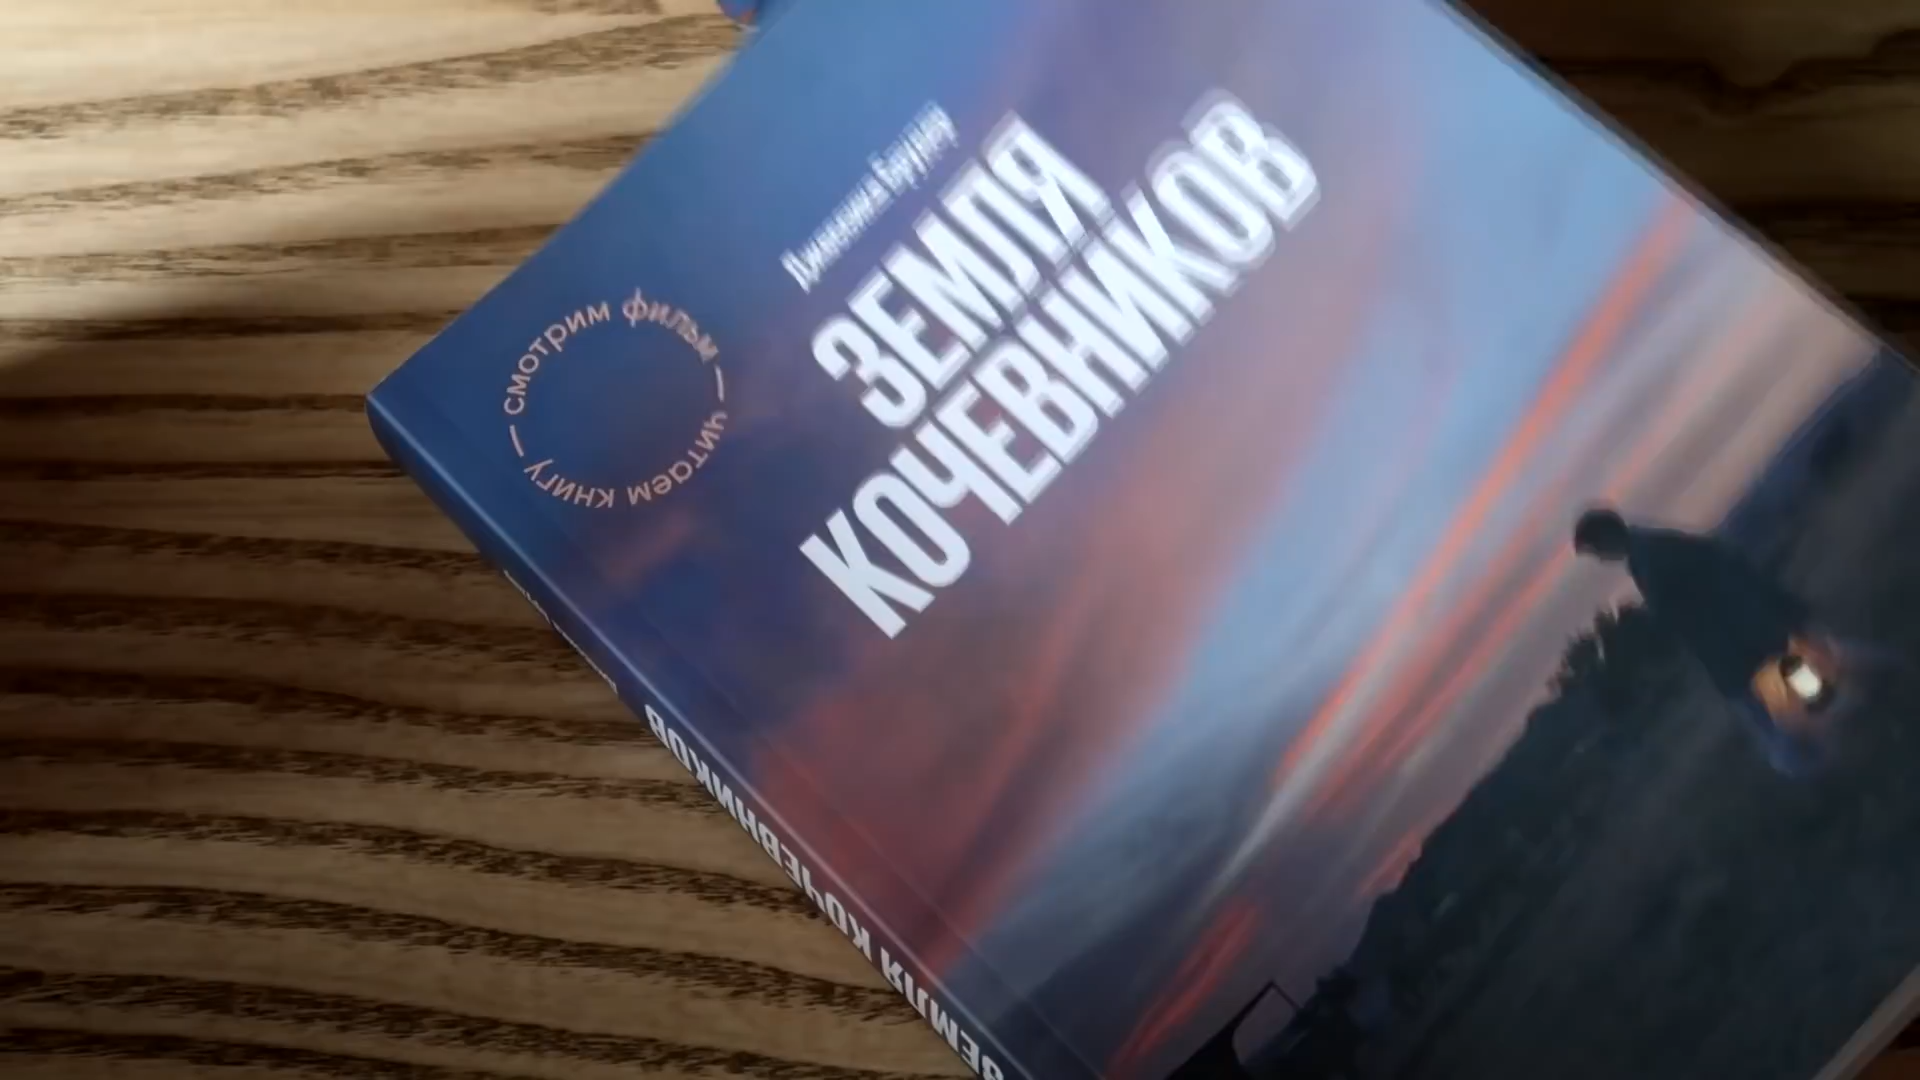 Джессика Брудер
ЗЕМЛЯ
КОЧЕВНИКОВ
смотрим фильм — читаем книгу —
ЗЕМЛЯ КОЧЕВНИКОВ